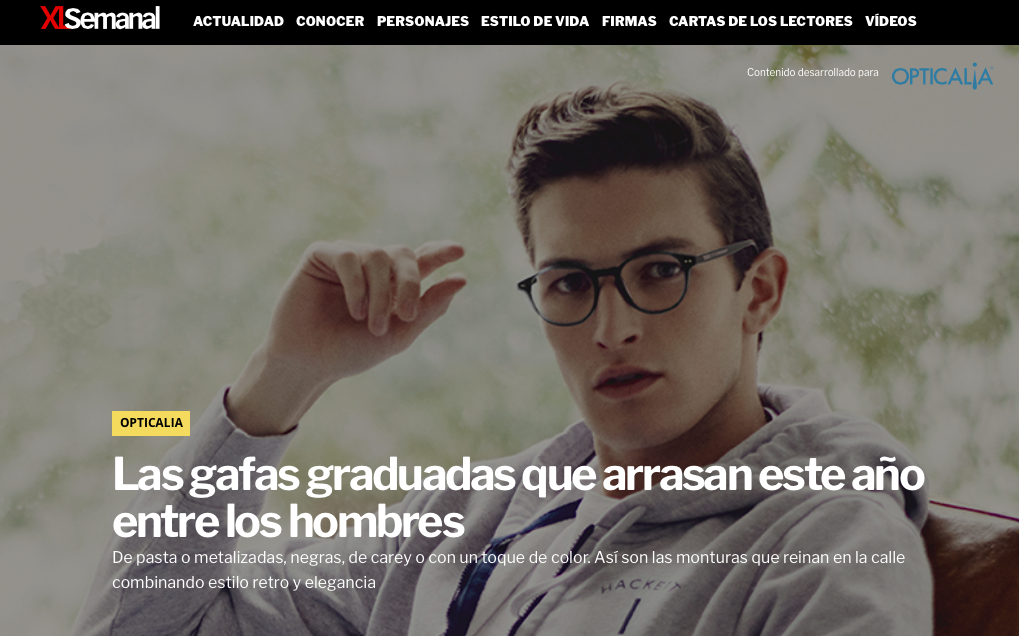 XLSemanal ACTUALIDAD CONOCER PERSONAJES ESTILO DE VIDA FIRMAS CARTAS DE LOS LECTORES VÍDEOS
Contenido desarrollado para OPTICALIA
OPTICALIA
Las gafas graduadas que arrasan este año
entre los hombres
De pasta o metalizadas, negras, de carey o con un toque de color. Así son las monturas que reinan en la calle
combinando estilo retro y elegancia
HACKETT